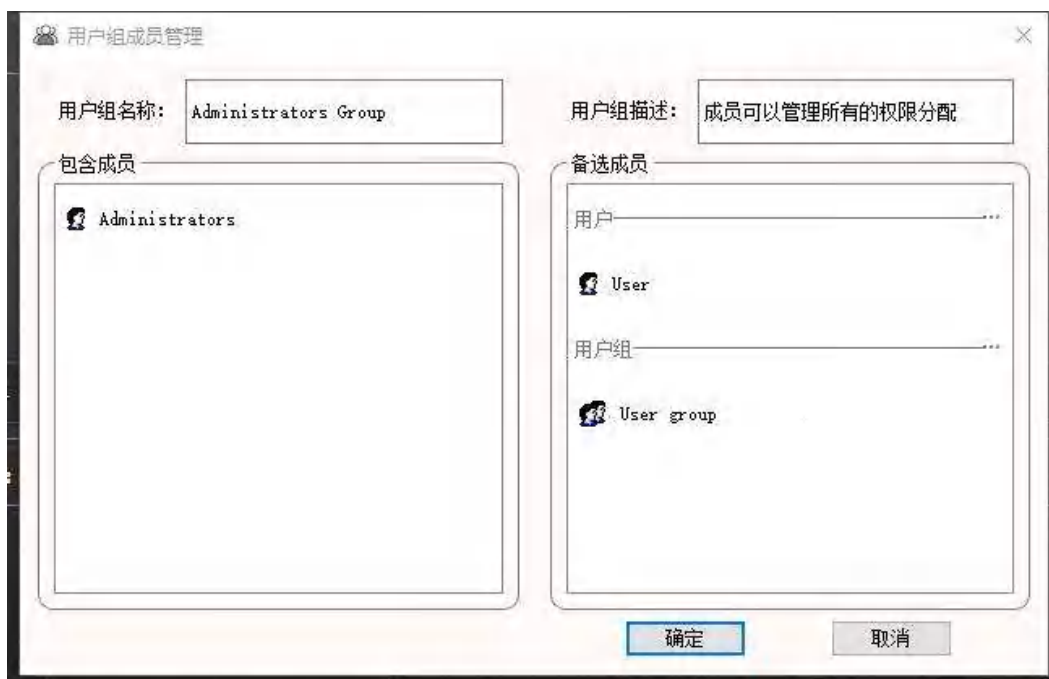 用户组成员管理
用户组名称： Administrators Group
用户组描述： 成员可以管理所有的权限分配
包含成员
Administrators
备选成员
用户
User
用户组
User group
确定
取消